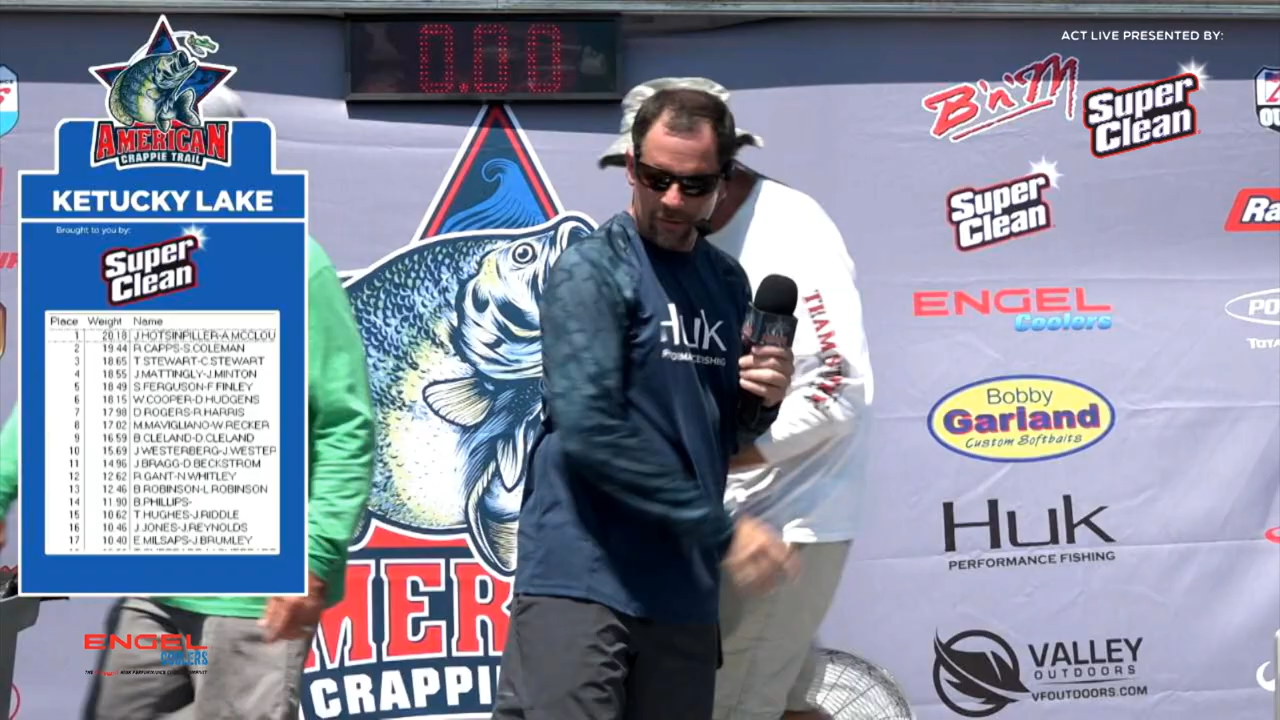 ACT LIVE PRESENTED BY:
0.00
AMERICAN
CRAPPIE TRAIL
KETUCKY LAKE
Brought to you by:
Super
Clean
Place Weight Name
1 20.18 J.HOTSINPILLER-A.MCCLOU
2 19.44 R.CAPPS-S.COLEMAN
3 18.65 T.STEWART-C.STEWART
4 18.55 J.MATTINGLY-J.MINTON
5 18.49 S.FERGUSON-F.FINLEY
6 18.15 W.COOPER-D.HUDGENS
7 17.98 D.ROGERS-R.HARRIS
8 17.02 M.MAVIGLIANO-W.RECKER
9 16.59 B.CLELAND-D.CLELAND
10 15.69 J.WESTERBERG-J.WESTER
11 14.96 J.BRAGG-D.BECKSTROM
12 12.62 R.GANT-N.WHITLEY
13 12.46 B.ROBINSON-L.ROBINSON
14 11.90 B.PHILLIPS-
15 10.62 T.HUGHES-J.RIDDLE
16 10.46 J.JONES-J.REYNOLDS
17 10.40 E.MILSAPS-J.BRUMLEY
ENGEL
COOLERS
MER
CRAPPI
Huk
B'n'M
Super
Clean
Super
Clean
Ra
ENGEL
Coolers
PO
Bobby
Garland
Custom Softbaits
Huk
PERFORMANCE FISHING
VALLEY
OUTDOORS
VFOUTDOORS.COM